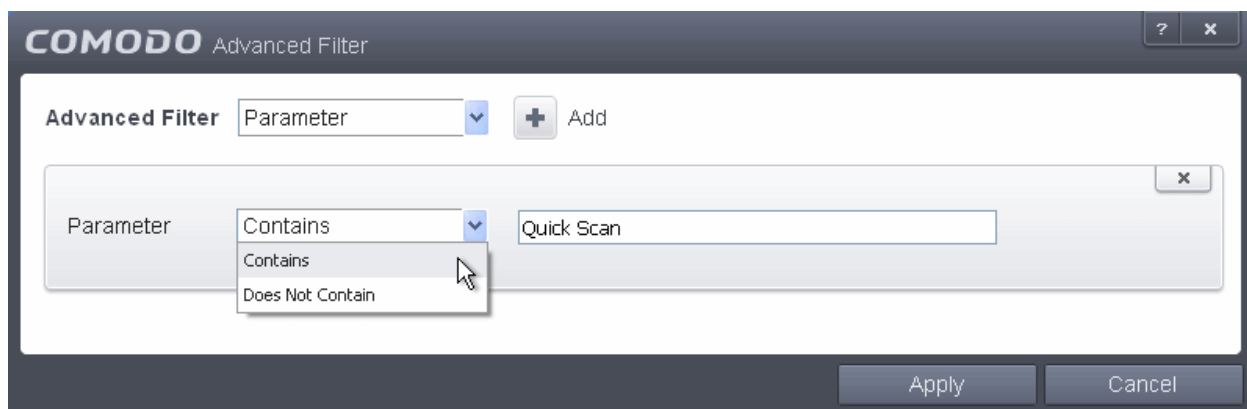 COMODO Advanced Filter ? x
Advanced Filter Parameter + Add
x
Parameter Contains Quick Scan
Contains
Does Not Contain
Apply Cancel